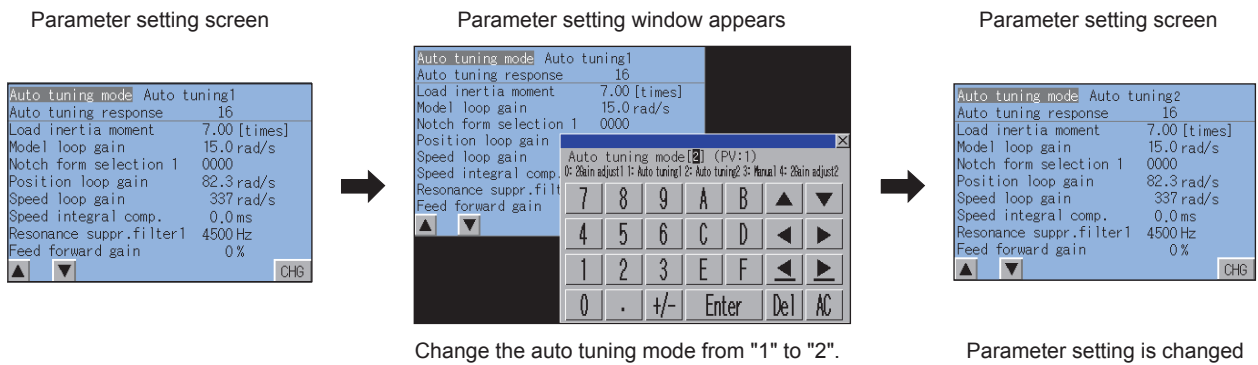 Parameter setting screen
Auto tuning mode Auto tuning1
Auto tuning response 16
Load inertia moment 7.00 [times]
Model loop gain 15.0 rad/s
Notch form selection 1 0000
Position loop gain 82.3 rad/s
Speed loop gain 337 rad/s
Speed integral comp. 0.0 ms
Resonance suppr.filter1 4500 Hz
Feed forward gain 0 %
▲ ▼ CHG
Parameter setting window appears
Auto tuning mode Auto tuning1
Auto tuning response 16
Load inertia moment 7.00 [times]
Model loop gain 15.0 rad/s
Notch form selection 1 0000
Position loop gain
Speed loop gain
Speed integral comp.
Resonance suppr.filt
Feed forward gain
▲ ▼
Auto tuning mode[2] (PV:1)
0: 2Gain adjust1 1: Auto tuning1 2: Auto tuning2 3: Manual 4: 2Gain adjust2
7 8 9 A B ▲ ▼
4 5 6 C D ◀ ▶
1 2 3 E F ◀ ▶
0 . +/- Enter Del AC
Change the auto tuning mode from "1" to "2".
Parameter setting screen
Auto tuning mode Auto tuning2
Auto tuning response 16
Load inertia moment 7.00 [times]
Model loop gain 15.0 rad/s
Notch form selection 1 0000
Position loop gain 82.3 rad/s
Speed loop gain 337 rad/s
Speed integral comp. 0.0 ms
Resonance suppr.filter1 4500 Hz
Feed forward gain 0 %
▲ ▼ CHG
Parameter setting is changed